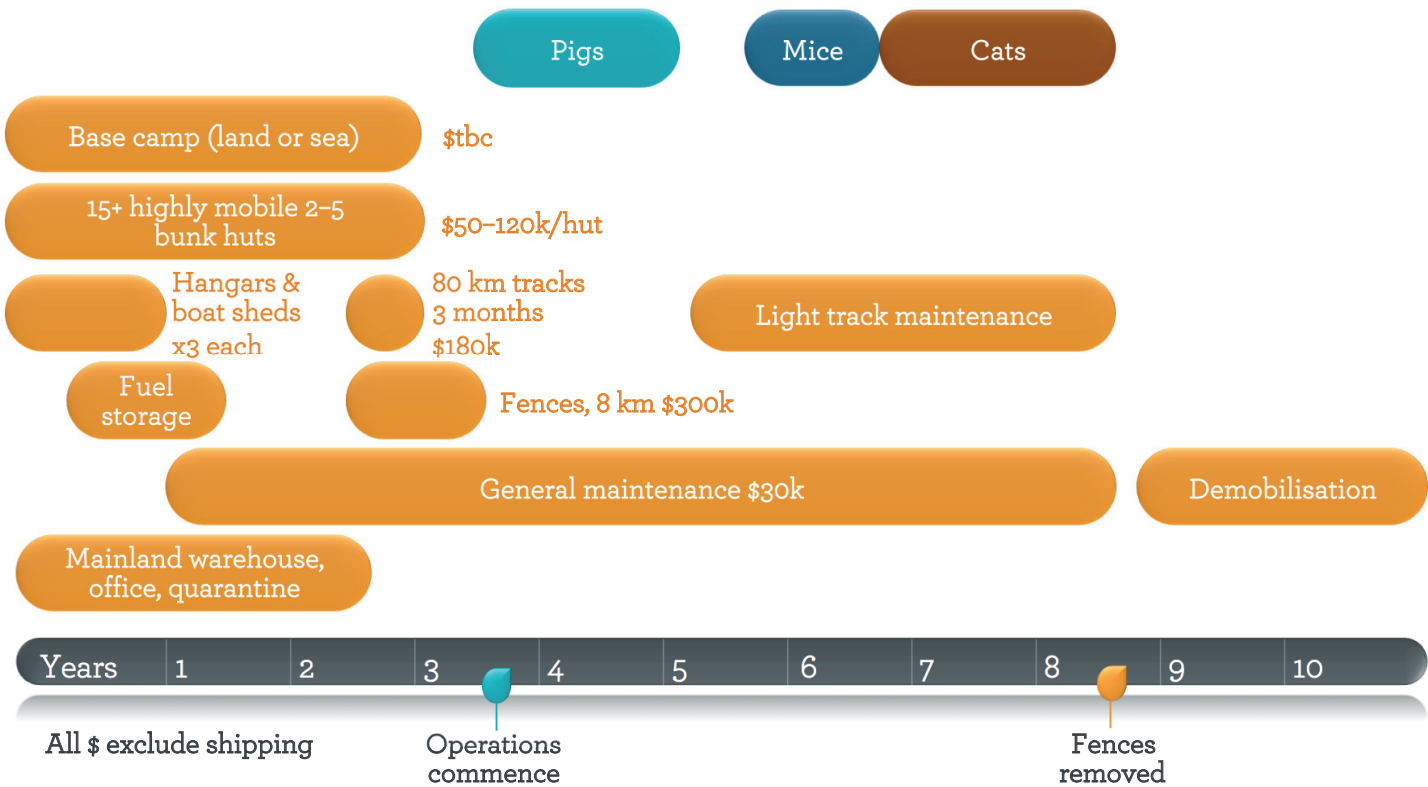 Pigs
Mice
Cats
Base camp (land or sea)
$tbc
15+ highly mobile 2–5
bunk huts
$50–120k/hut
Hangars &
boat sheds
x3 each
80 km tracks
3 months
$180k
Light track maintenance
Fuel
storage
Fences, 8 km $300k
General maintenance $30k
Demobilisation
Mainland warehouse,
office, quarantine
Years 1 2 3 4 5 6 7 8 9 10
All $ exclude shipping
Operations
commence
Fences
removed